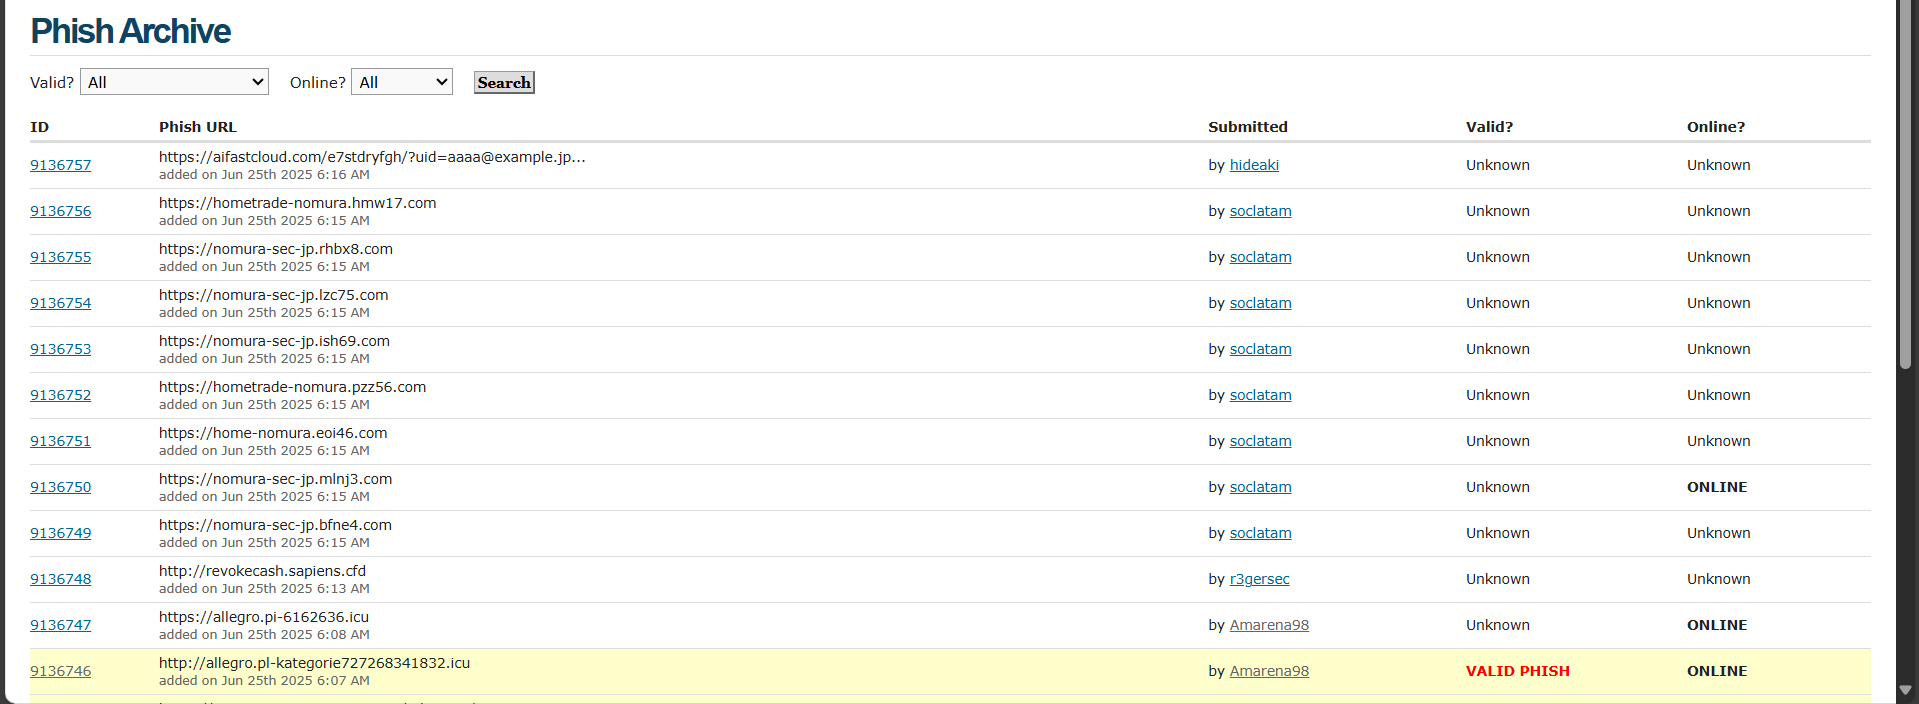 Phish Archive
Valid? All Online? All Search
ID Phish URL Submitted Valid? Online?
9136757 https://aifastcloud.com/e7stdryfgh/?uid=aaaa@example.jp... by hideaki Unknown Unknown
added on Jun 25th 2025 6:16 AM
9136756 https://hometrade-nomura.hmw17.com by soclatam Unknown Unknown
added on Jun 25th 2025 6:15 AM
9136755 https://nomura-sec-jp.rhbx8.com by soclatam Unknown Unknown
added on Jun 25th 2025 6:15 AM
9136754 https://nomura-sec-jp.lzc75.com by soclatam Unknown Unknown
added on Jun 25th 2025 6:15 AM
9136753 https://nomura-sec-jp.ish69.com by soclatam Unknown Unknown
added on Jun 25th 2025 6:15 AM
9136752 https://hometrade-nomura.pzz56.com by soclatam Unknown Unknown
added on Jun 25th 2025 6:15 AM
9136751 https://home-nomura.eoi46.com by soclatam Unknown Unknown
added on Jun 25th 2025 6:15 AM
9136750 https://nomura-sec-jp.mlnj3.com by soclatam Unknown ONLINE
added on Jun 25th 2025 6:15 AM
9136749 https://nomura-sec-jp.bfne4.com by soclatam Unknown Unknown
added on Jun 25th 2025 6:15 AM
9136748 http://revokecash.sapiens.cfd by r3gersec Unknown Unknown
added on Jun 25th 2025 6:13 AM
9136747 https://allegro.pi-6162636.icu by Amarena98 Unknown ONLINE
added on Jun 25th 2025 6:08 AM
9136746 http://allegro.pl-kategorie727268341832.icu by Amarena98 VALID PHISH ONLINE
added on Jun 25th 2025 6:07 AM